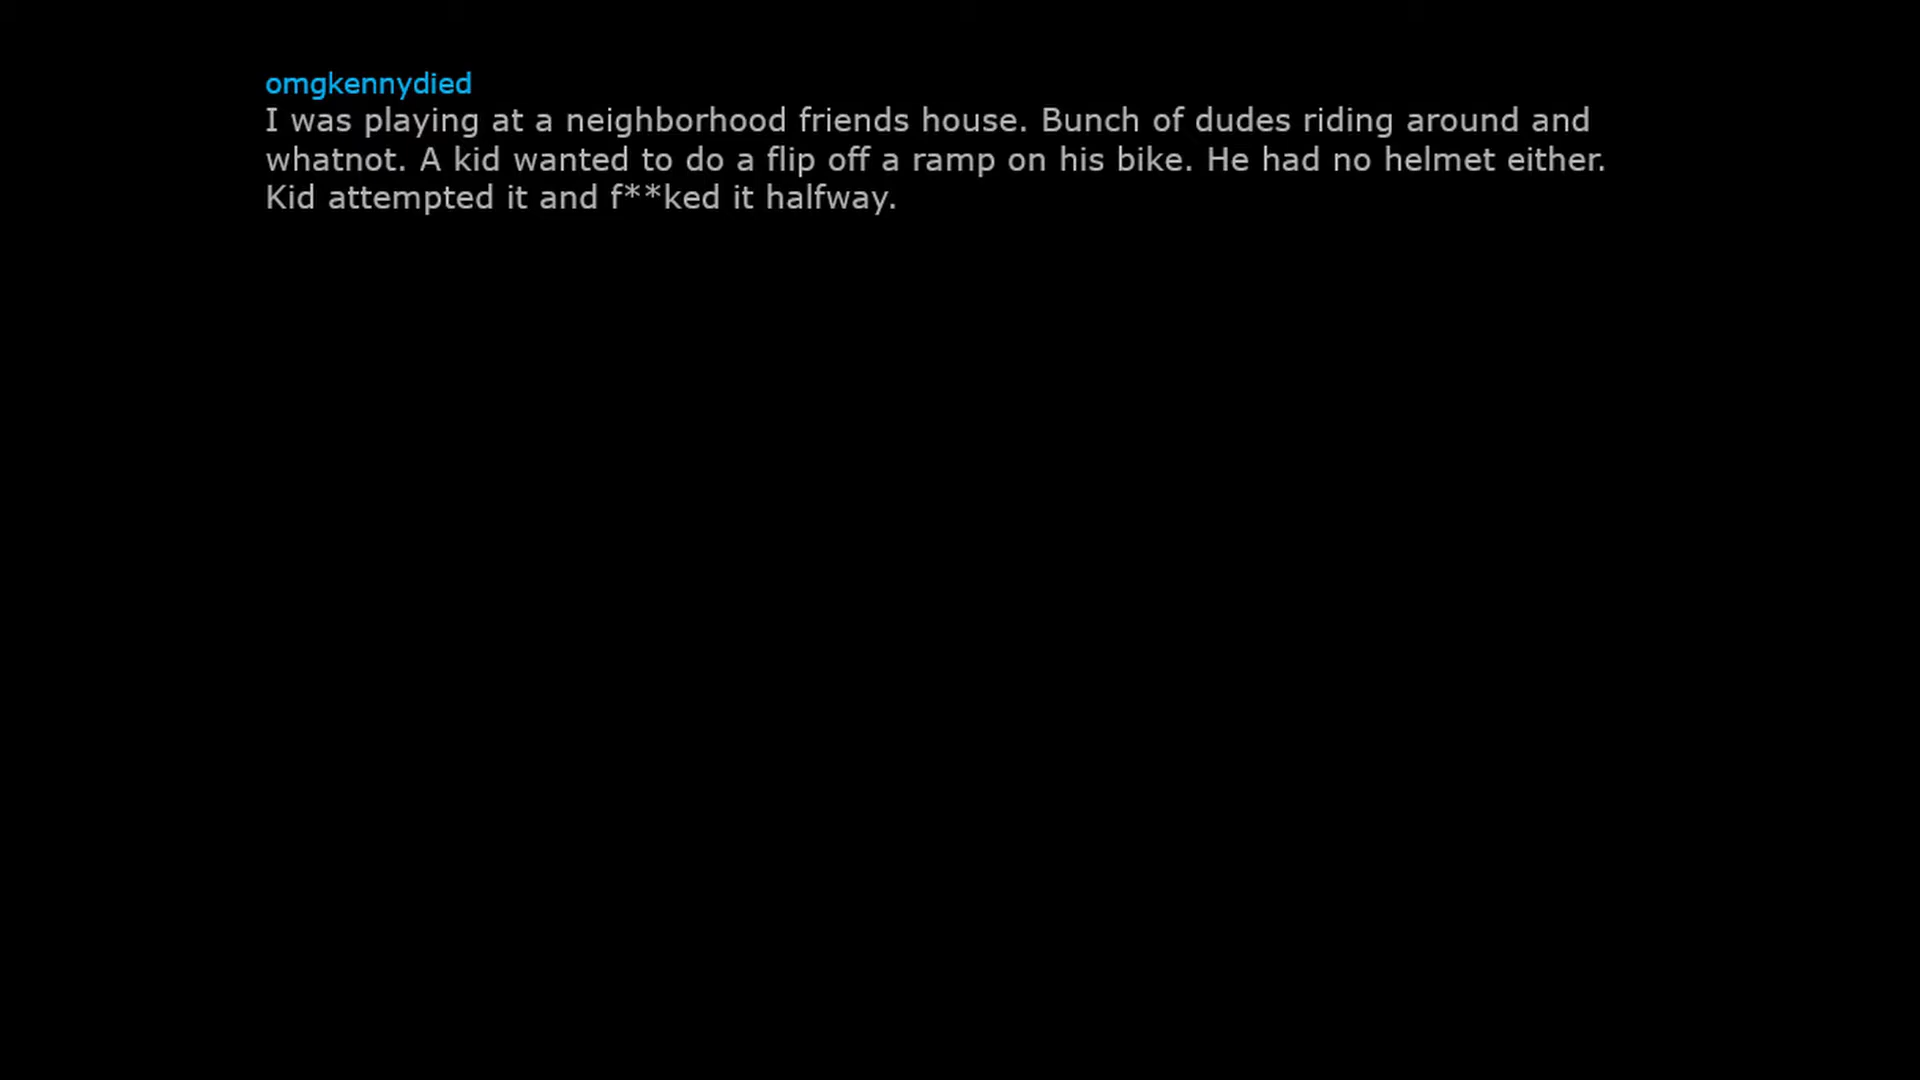 omgkennydied
I was playing at a neighborhood friends house. Bunch of dudes riding around and
whatnot. A kid wanted to do a flip off a ramp on his bike. He had no helmet either.
Kid attempted it and f**ked it halfway.